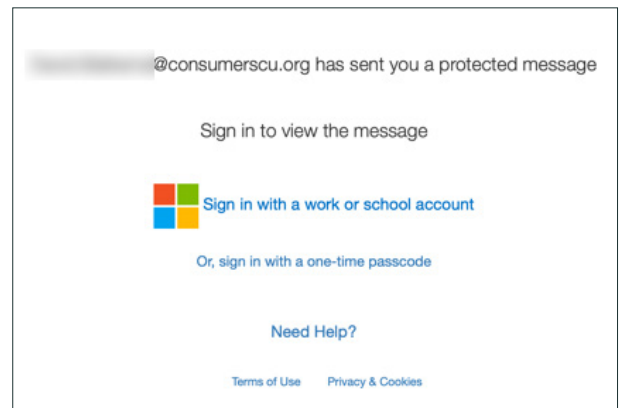 @consumerscu.org has sent you a protected message
Sign in to view the message
Sign in with a work or school account
Or, sign in with a one-time passcode
Need Help?
Terms of Use Privacy & Cookies